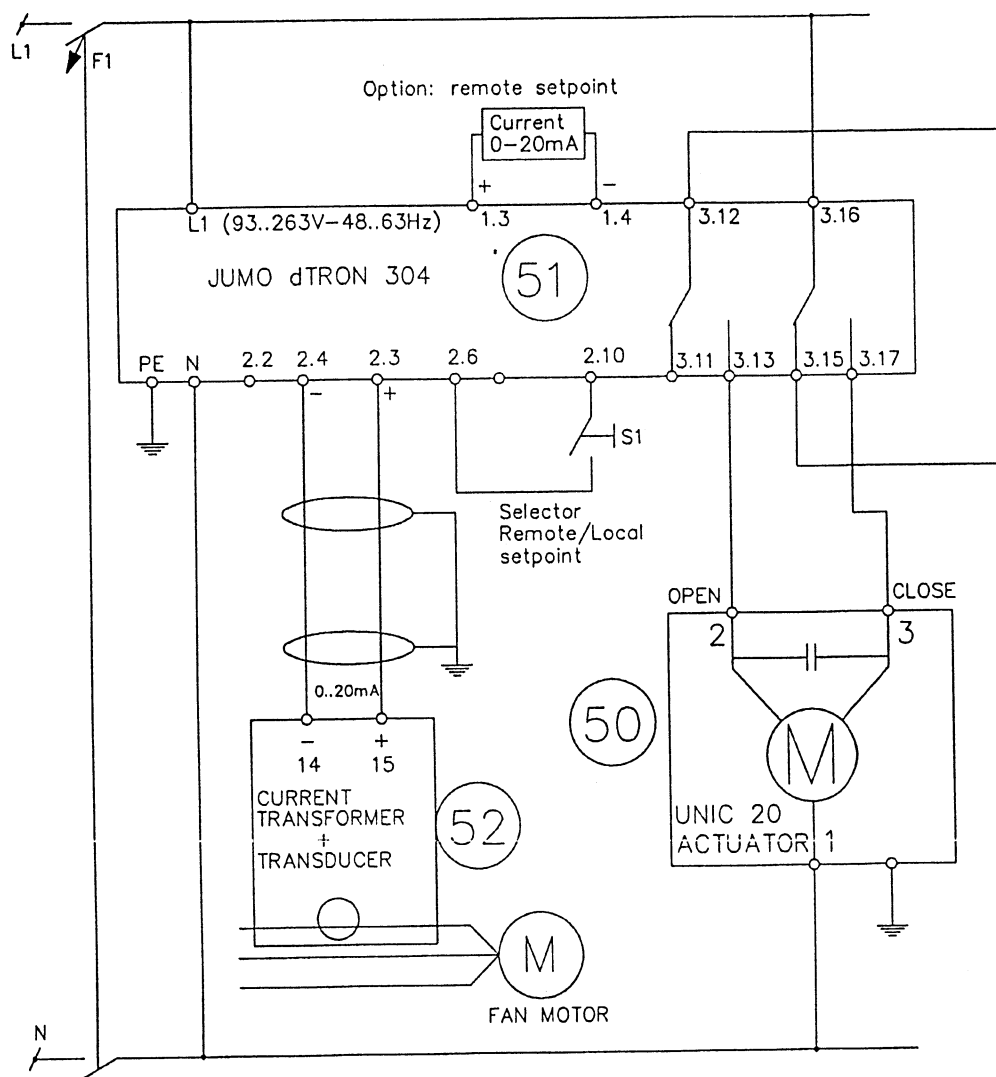 L1
F1
Option: remote setpoint
Current
0-20mA
+ -
L1 (93..263V-48..63Hz) 1.3 1.4 3.12 3.16
JUMO dTRON 304
51
PE N 2.2 2.4 2.3 2.6 2.10 3.11 3.13 3.15 3.17
- +
S1
Selector
Remote/Local
setpoint
OPEN CLOSE
2 3
0..20mA
- +
14 15
50
M
CURRENT
TRANSFORMER
+
TRANSDUCER
52
UNIC 20
ACTUATOR 1
M
FAN MOTOR
N